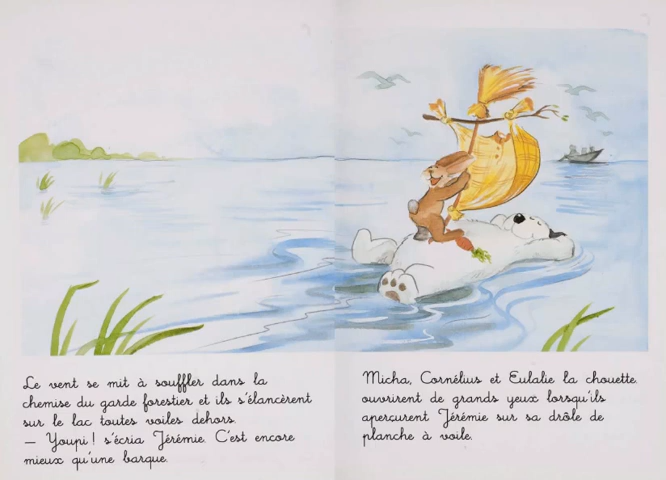 Le vent se mit à souffler dans la
chemise du garde forestier et ils s'élancèrent
sur le lac toutes voiles dehors.
— Youpi ! s'écria Jérémie. C'est encore
mieux qu'une barque.
Micha, Cornélius et Eulalie la chouette
ouvrirent de grands yeux lorsqu'ils
aperçurent Jérémie sur sa drôle de
planche à voile.